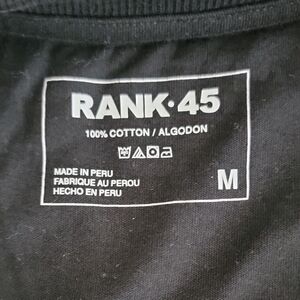 RANK·45
100% COTTON / ALGODON
MADE IN PERU
FABRIQUE AU PEROU
HECHO EN PERU
M